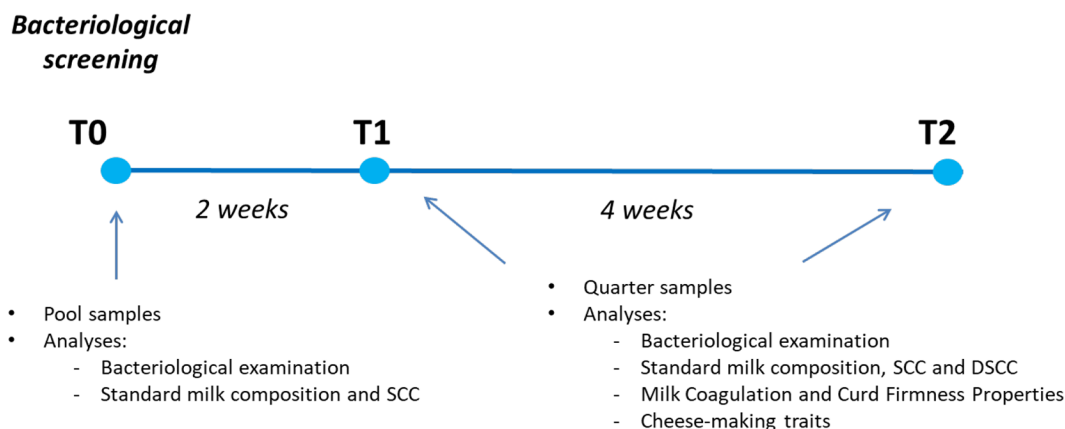 Bacteriological
screening
T0
T1
T2
2 weeks
4 weeks
• Pool samples
• Analyses:
- Bacteriological examination
- Standard milk composition and SCC
• Quarter samples
• Analyses:
- Bacteriological examination
- Standard milk composition, SCC and DSCC
- Milk Coagulation and Curd Firmness Properties
- Cheese-making traits